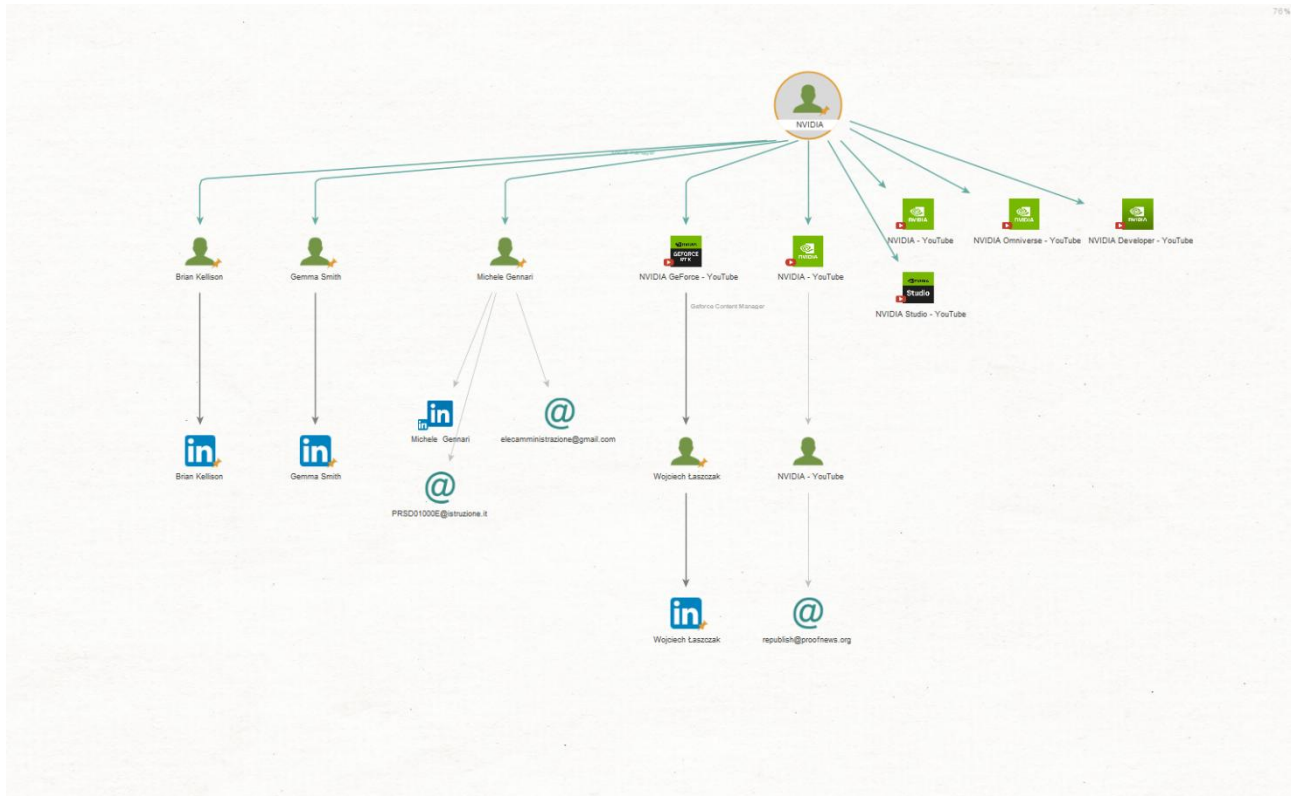 76%
NVIDIA
NVIDIA - YouTube
NVIDIA Omniverse - YouTube
NVIDIA Developer - YouTube
Brian Kellison
Gemma Smith
Michele Gennari
NVIDIA GeForce - YouTube
NVIDIA - YouTube
Geforce Content Manager
NVIDIA Studio - YouTube
Michele Gennari
elecamministrazione@gmail.com
Brian Kellison
Gemma Smith
PRSD01000E@istruzione.it
Wojciech Łaszczak
NVIDIA - YouTube
Wojciech Łaszczak
republish@proofnews.org